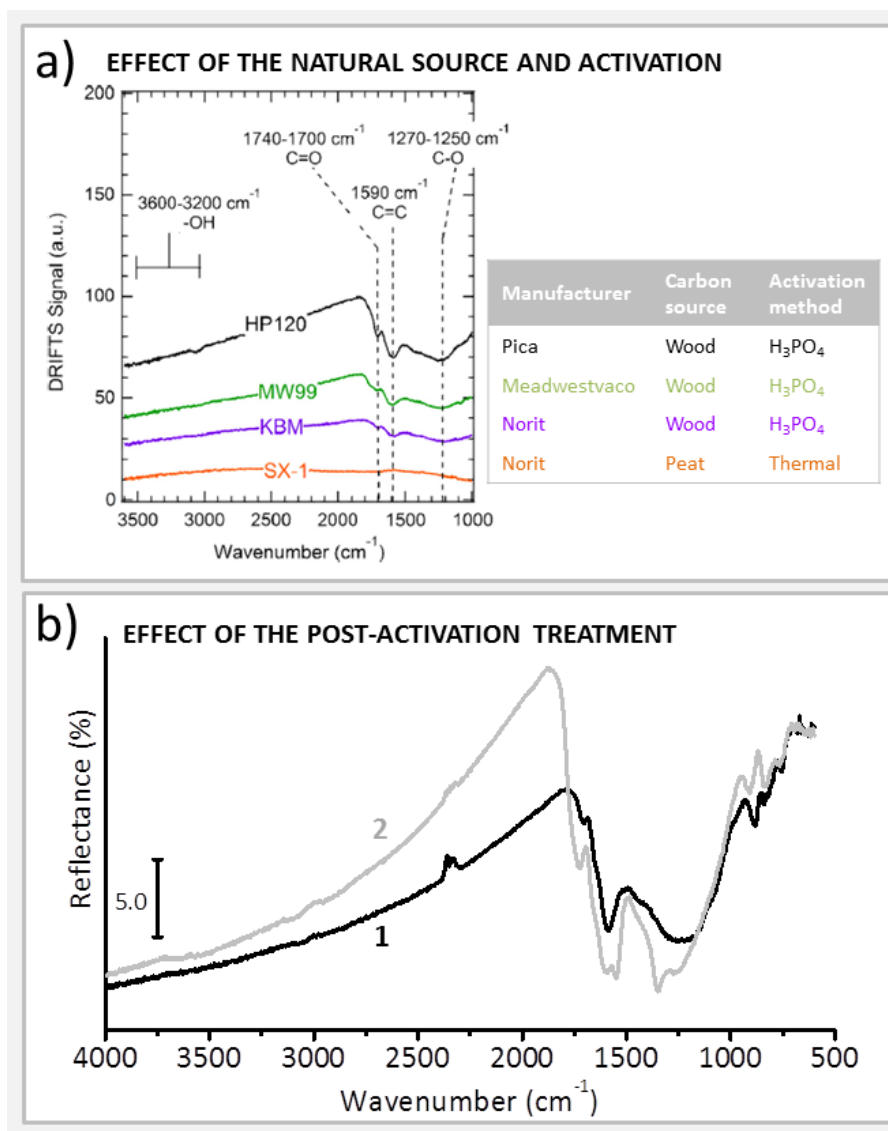 a) EFFECT OF THE NATURAL SOURCE AND ACTIVATION
200
150
100
50
0
DRIFTS Signal (a.u.)
1740-1700 cm⁻¹
C=O
1270-1250 cm⁻¹
C-O
1590 cm⁻¹
C=C
3600-3200 cm⁻¹
-OH
HP120
MW99
KBM
SX-1
3500 3000 2500 2000 1500 1000
Wavenumber (cm⁻¹)
Manufacturer Carbon source Activation method
Pica Wood H₃PO₄
Meadwestvaco Wood H₃PO₄
Norit Wood H₃PO₄
Norit Peat Thermal
b) EFFECT OF THE POST-ACTIVATION TREATMENT
Reflectance (%)
5.0
2
1
4000 3500 3000 2500 2000 1500 1000 500
Wavenumber (cm⁻¹)